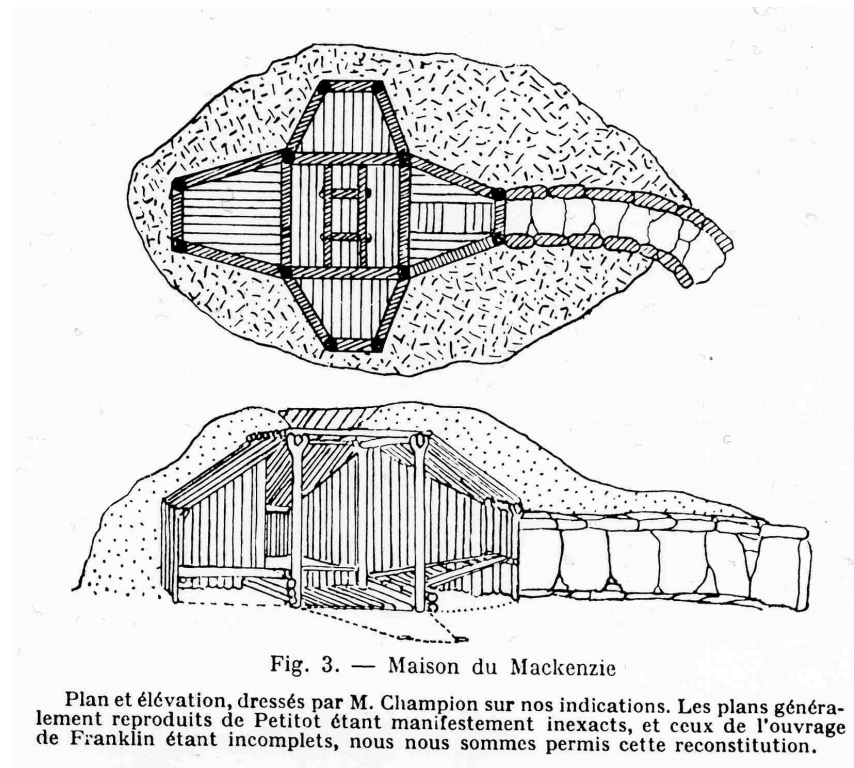 Fig. 3. — Maison du Mackenzie
Plan et élévation, dressés par M. Champion sur nos indications. Les plans généra-
lement reproduits de Petitot étant manifestement inexacts, et ceux de l'ouvrage
de Franklin étant incomplets, nous nous sommes permis cette reconstitution.